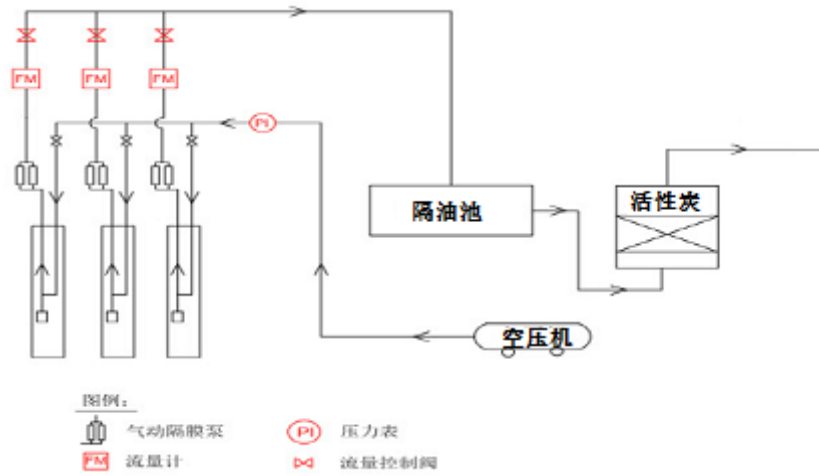 FM FM FM
PI
隔油池
活性炭
空压机
图例：
气动隔膜泵
PI 压力表
FM 流量计
流量控制阀